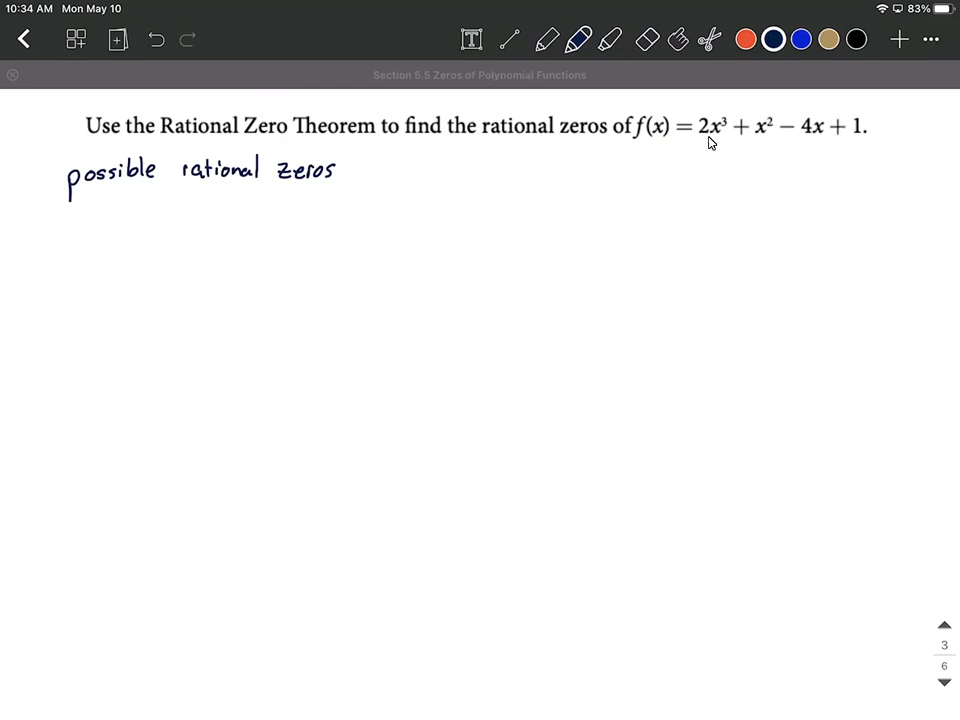 10:34 AM Mon May 10
83%
T
Section 5.5 Zeros of Polynomial Functions
Use the Rational Zero Theorem to find the rational zeros of f(x) = 2x³ + x² − 4x + 1.
possible rational zeros
3
6